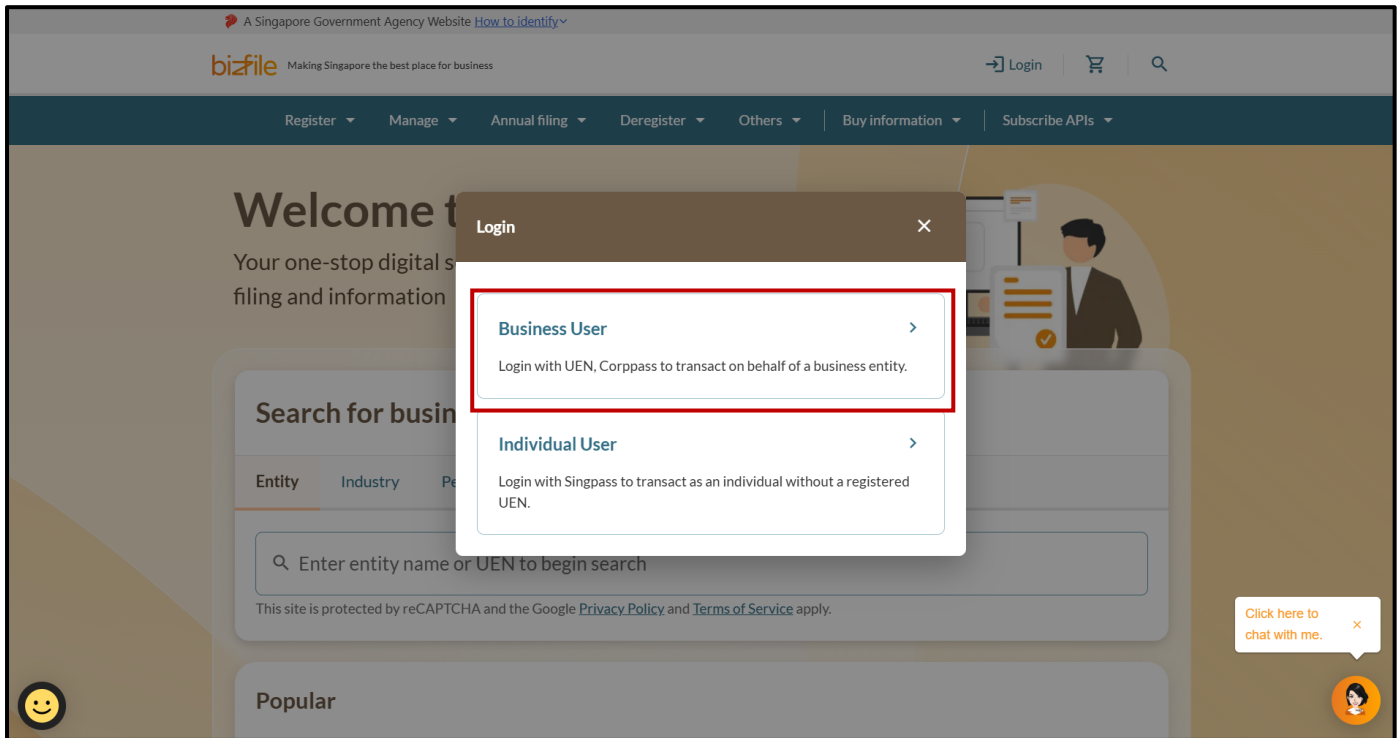 A Singapore Government Agency Website How to identify
bizfile Making Singapore the best place for business
Login
Register Manage Annual filing Deregister Others Buy information Subscribe APIs
Welcome t
Your one-stop digital s
filing and information
Login
Business User
Login with UEN, Corppass to transact on behalf of a business entity.
Individual User
Login with Singpass to transact as an individual without a registered
UEN.
Search for busin
Entity Industry Pe
Enter entity name or UEN to begin search
This site is protected by reCAPTCHA and the Google Privacy Policy and Terms of Service apply.
Click here to
chat with me.
Popular